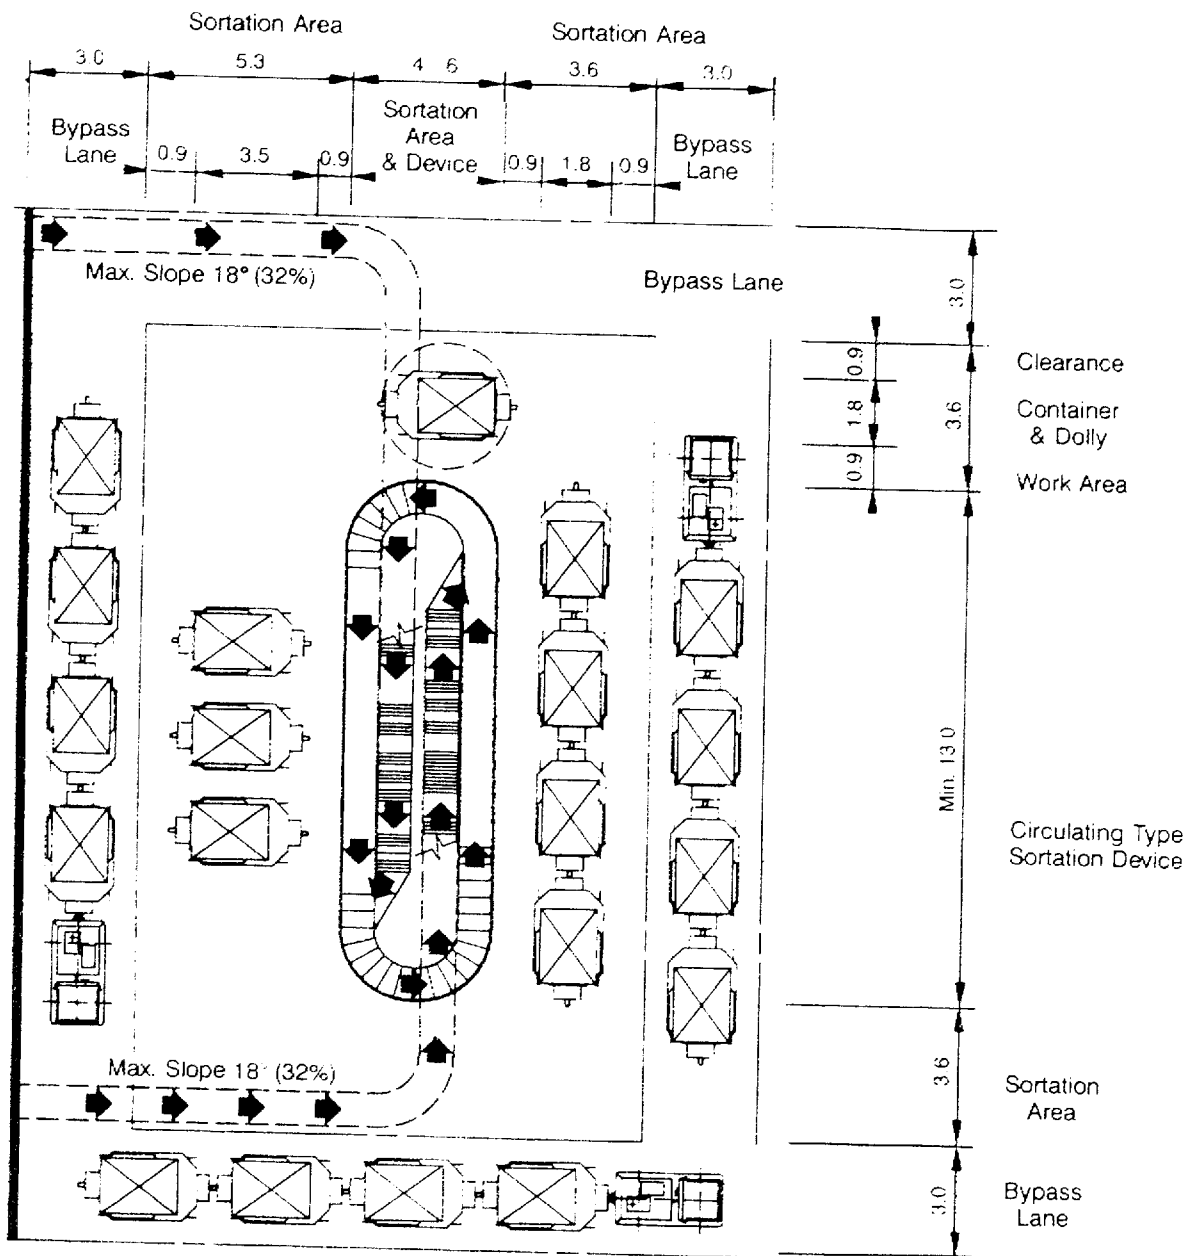 Sortation Area
Sortation Area
3.0
5.3
4 6
3.6
3.0
Bypass
Lane
Sortation
Area
& Device
Bypass
Lane
0.9
3.5
0.9
0.9
1.8
0.9
Max. Slope 18° (32%)
Bypass Lane
3.0
0.9
Clearance
1.8
3.6
Container
& Dolly
0.9
Work Area
Min. 13.0
Circulating Type
Sortation Device
Max. Slope 18° (32%)
3.6
Sortation
Area
3.0
Bypass
Lane